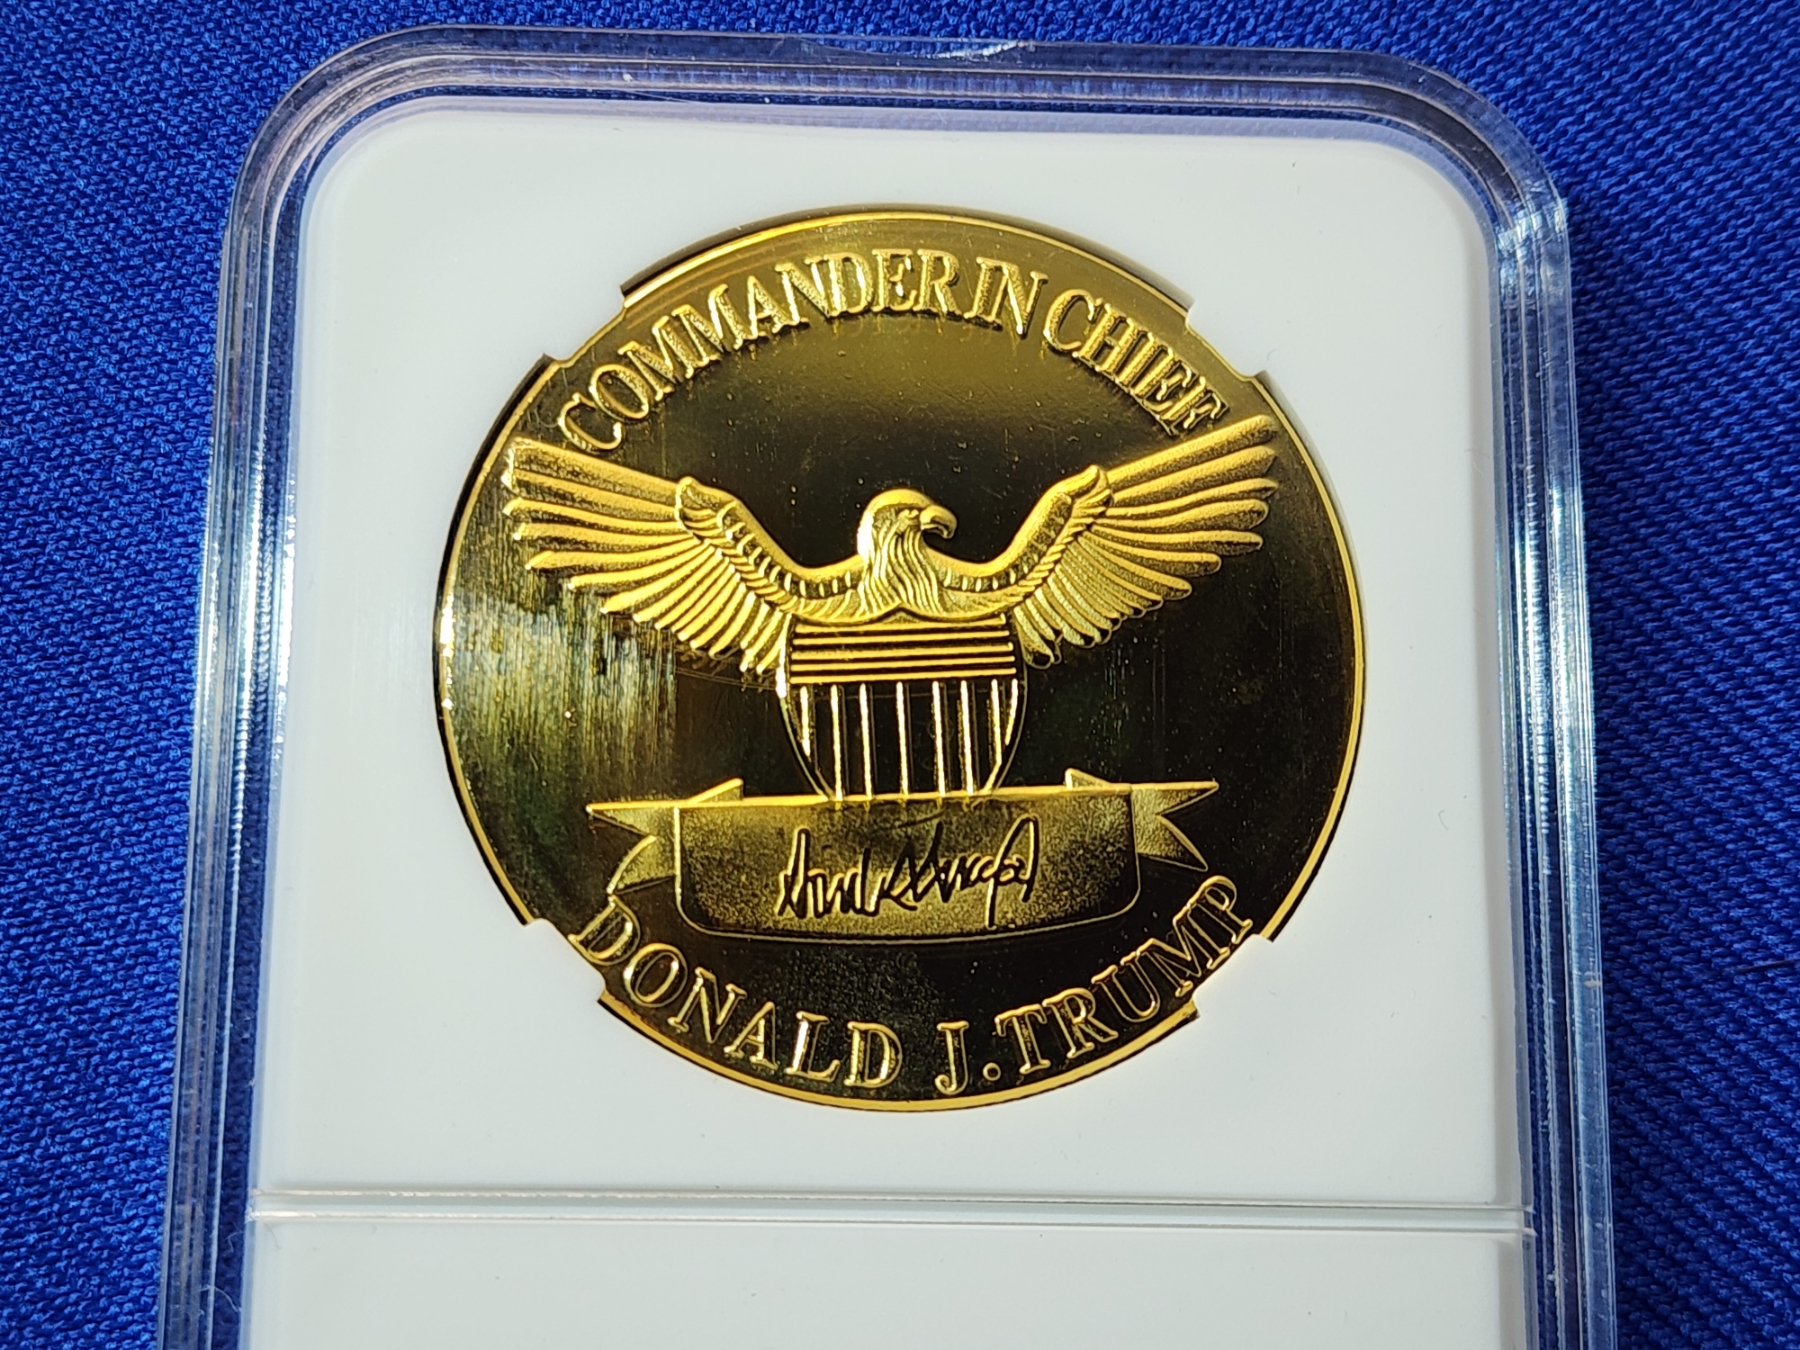 COMMANDER IN CHIEF
DONALD J. TRUMP